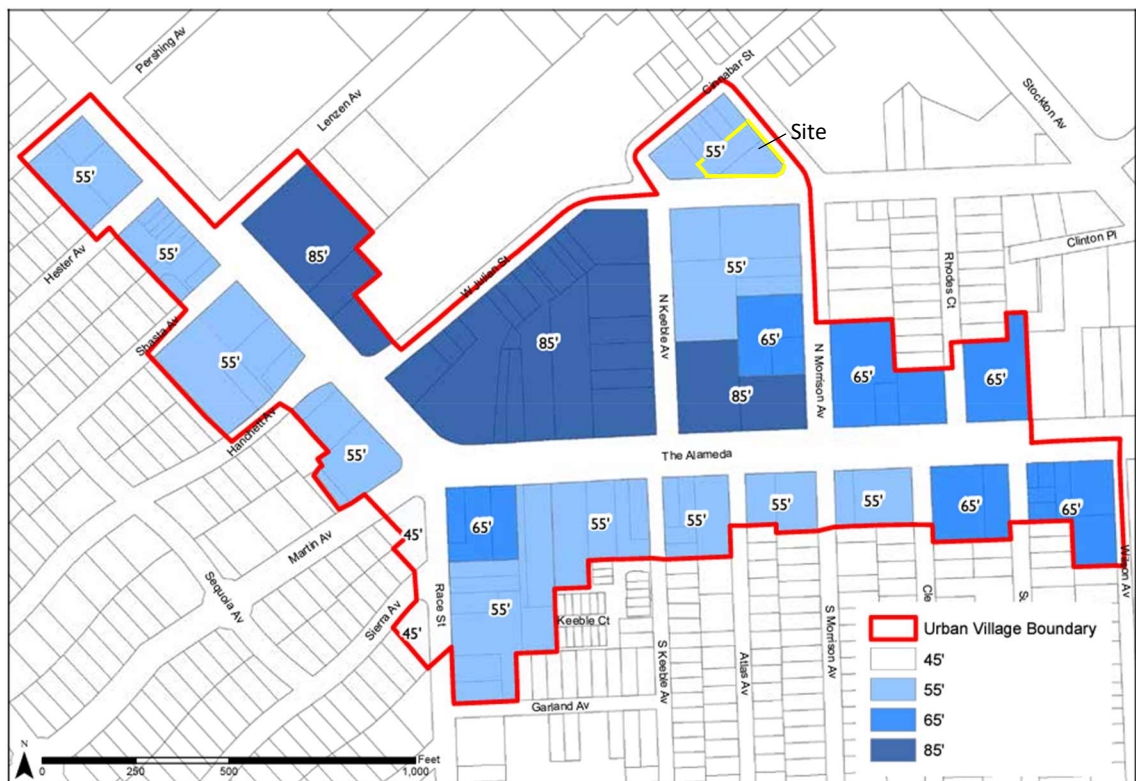 Pershing Av
Lenzen Av
Cinnabar St
Stockton Av
Site
55'
55'
Hester Av
55'
85'
Clinton Pl
W Julian St
55'
Rhodes Ct
N Keeble Av
Shasta Av
55'
85'
65'
N Morrison Av
65'
65'
85'
Hanchett Av
55'
The Alameda
65'
55'
55'
55'
55'
65'
65'
45'
Martin Av
Wilson Av
Sequoia Av
Race St
Sierra Av
45'
55'
Keeble Ct
S Keeble Av
Atlas Av
S Morrison Av
Cle
Garland Av
Urban Village Boundary
45'
55'
65'
85'
N
Feet
0 250 500 1,000